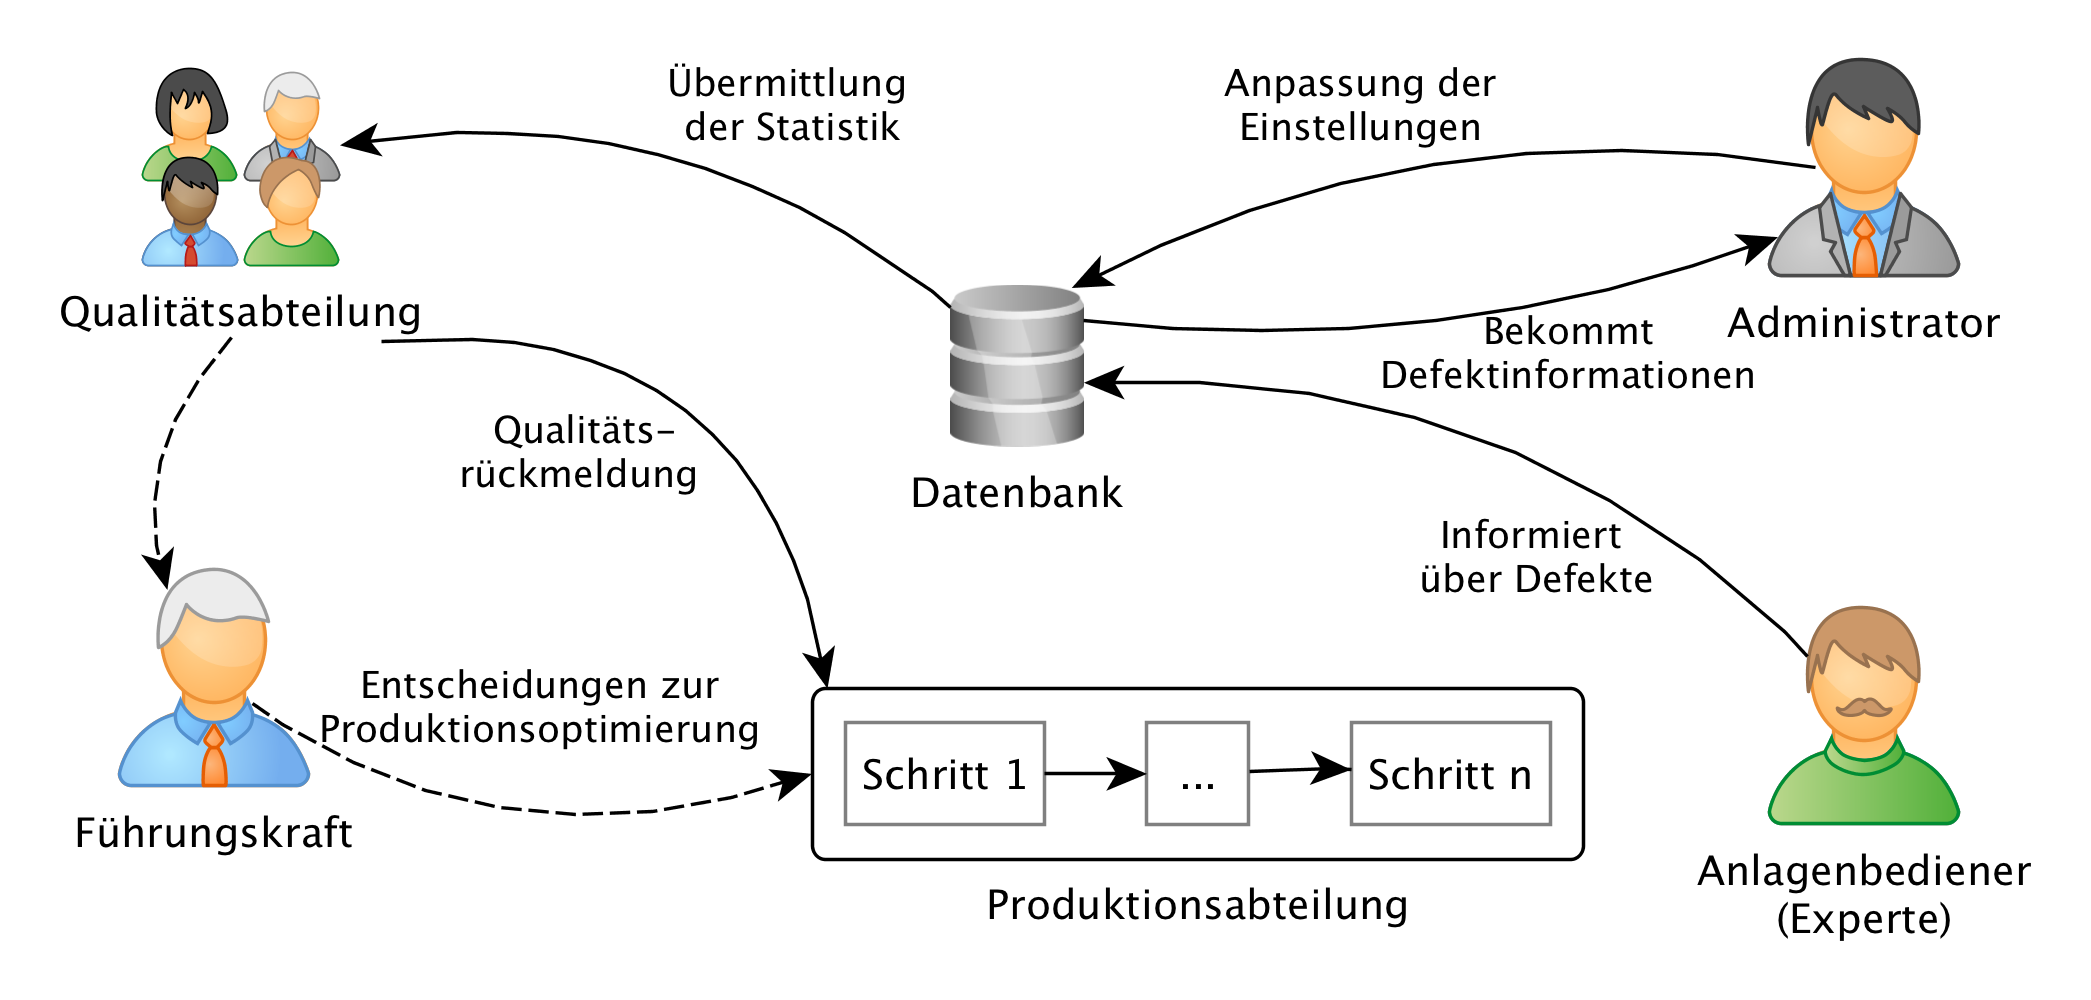 Übermittlung
der Statistik
Anpassung der
Einstellungen
Qualitätsabteilung
Administrator
Bekommt
Defektinformationen
Qualitäts-
rückmeldung
Datenbank
Informiert
über Defekte
Entscheidungen zur
Produktionsoptimierung
Schritt 1
...
Schritt n
Führungskraft
Produktionsabteilung
Anlagenbediener
(Experte)